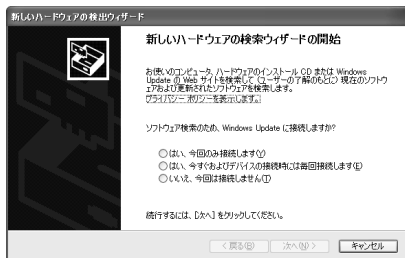 新しいハードウェアの検出ウィザード
新しいハードウェアの検索ウィザードの開始
お使いのコンピュータ、ハードウェアのインストール CD または Windows
Update の Web サイトを検索して (ユーザーの了解のもとに) 現在のソフトウ
ェアおよび更新されたソフトウェアを検索します。
プライバシー ポリシーを表示します。
ソフトウェア検索のため、Windows Update に接続しますか?
はい、今回のみ接続します(Y)
はい、今すぐおよびデバイスの接続時には毎回接続します(E)
いいえ、今回は接続しません(T)
続行するには、[次へ] をクリックしてください。
< 戻る(B)
次へ(N) >
キャンセル